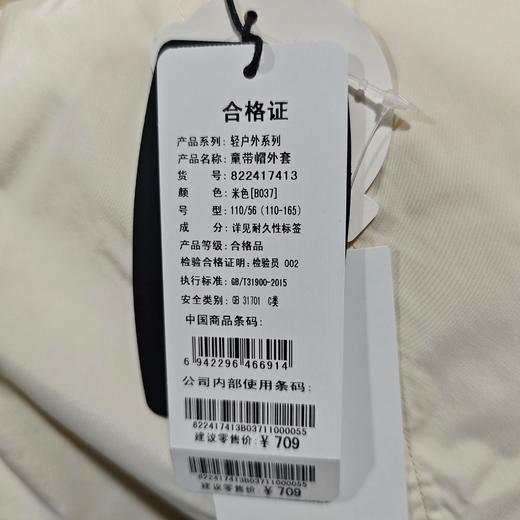 合格证
产品系列: 轻户外系列
产品名称: 童带帽外套
货 号: 822417413
颜 色: 米色[B037]
号 型: 110/56 (110-165)
成 分: 详见耐久性标签
产品等级: 合格品
检验合格证明: 检验员 002
执行标准: GB/T31900-2015
安全类别: GB 31701 C类
中国商品条码:
6 942296 466914
公司内部使用条码:
822417413B03711000055
建议零售价: ¥ 709
822417413B03711000055
建议零售价: ¥ 709